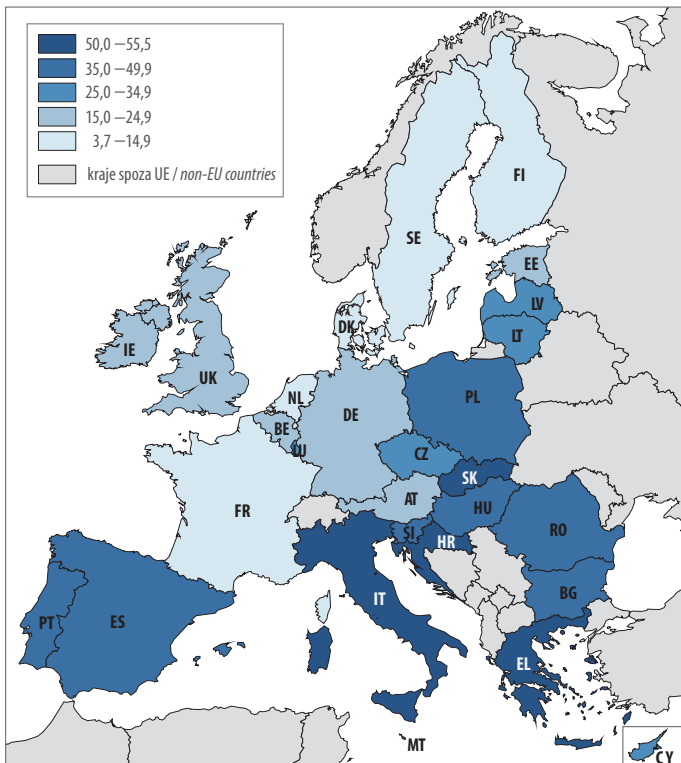 50,0 –55,5
35,0 –49,9
25,0 –34,9
15,0 –24,9
3,7 –14,9
kraje spoza UE / non-EU countries
FI
SE
EE
LV
DK
LT
IE
UK
NL
PL
DE
BE
LU
CZ
SK
AT
HU
FR
SI
RO
HR
BG
IT
PT
ES
EL
MT
CY